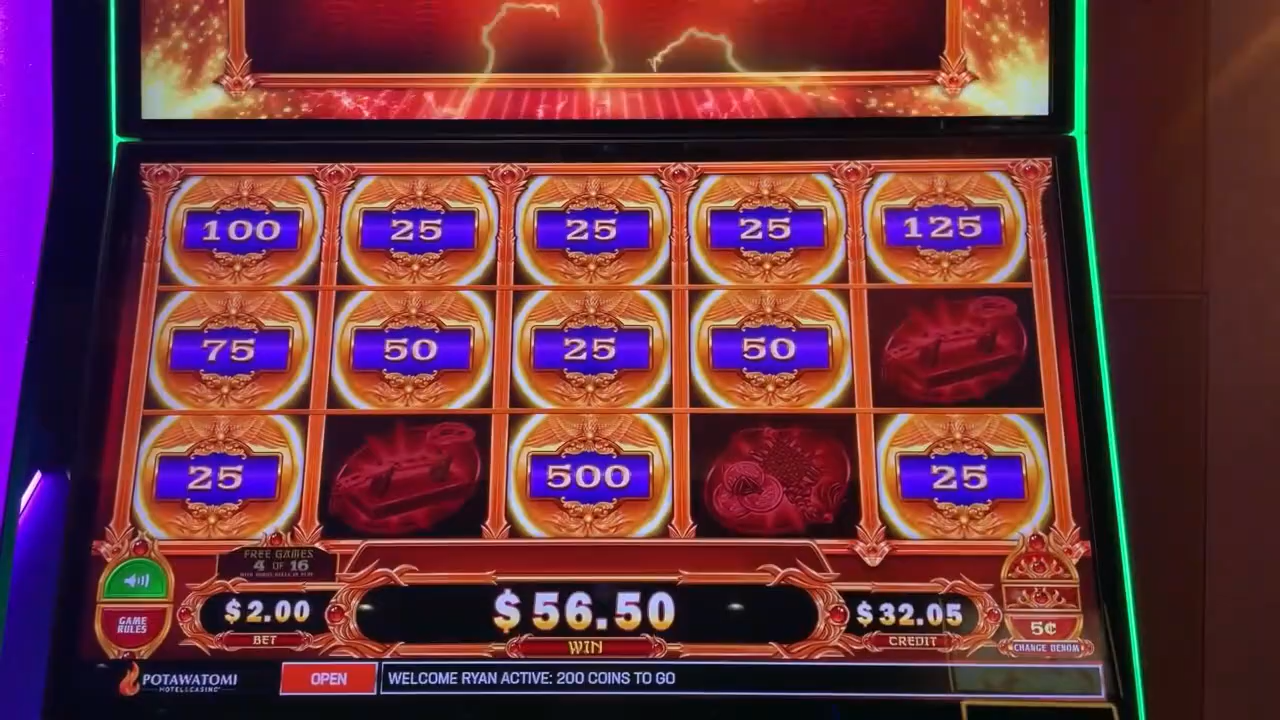 100 25 25 25 125
75 50 25 50
25 500 25
FREE GAMES
4 OF 16
$2.00
BET
$56.50
WIN
$32.05
CREDIT
GAME
RULES
5¢
CHANGE DENOM
POTAWATOMI
HOTEL&CASINO
OPEN
WELCOME RYAN ACTIVE: 200 COINS TO GO